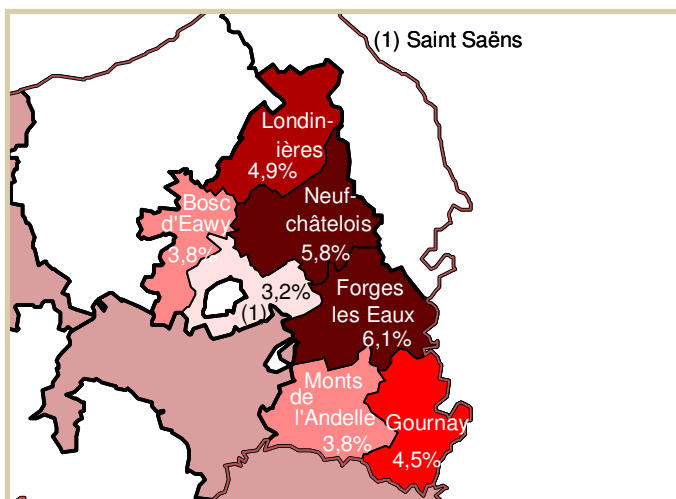 (1) Saint Saëns
Londin-
ières
4,9%
Neuf-
châtelois
5,8%
Bosc
d'Eawy
3,8%
3,2%
(1)
Forges
les Eaux
6,1%
Monts
de
l'Andelle
3,8%
Gournay
4,5%